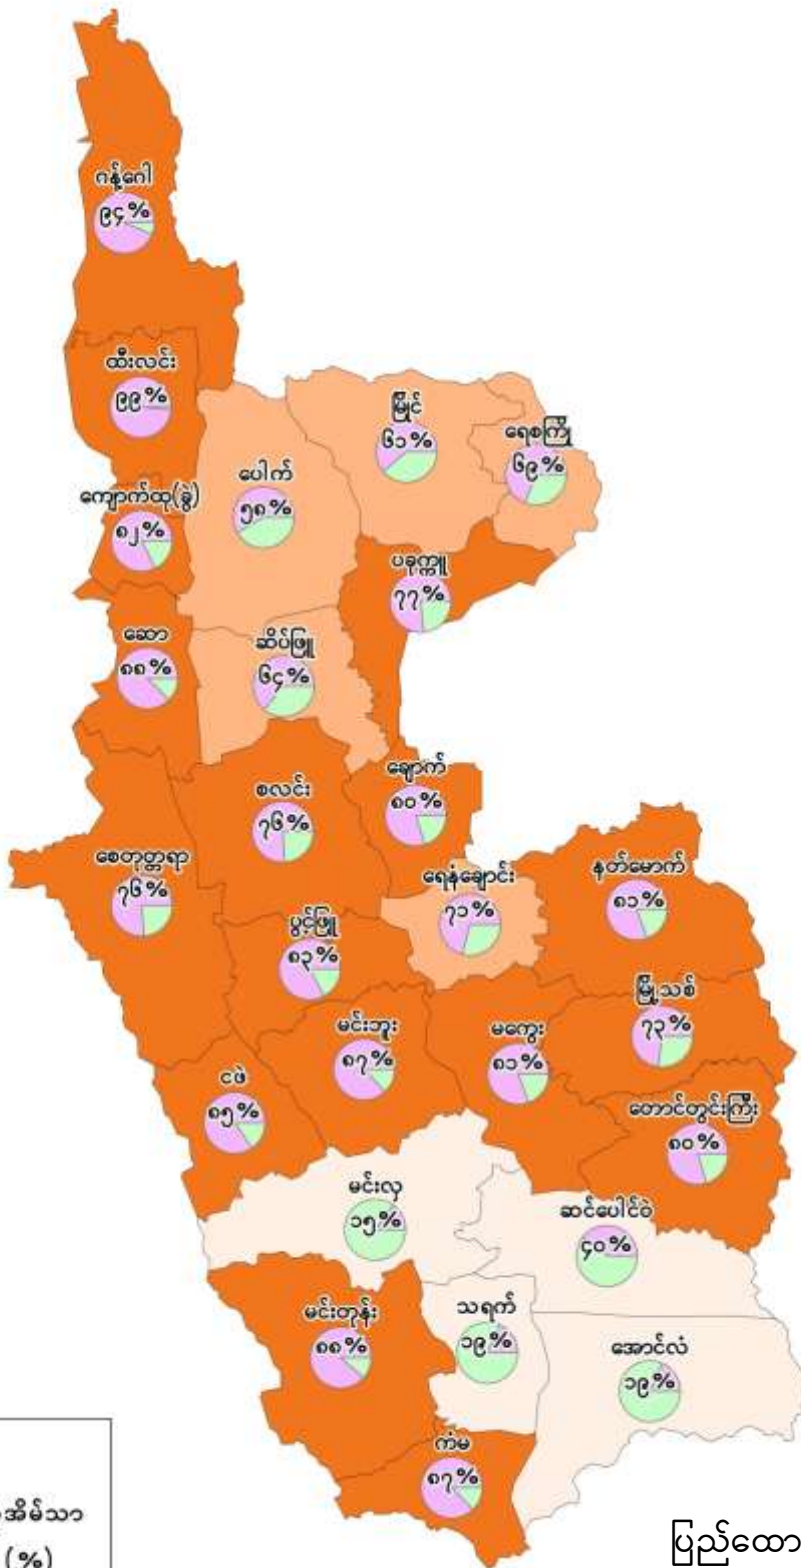 ဂန့်ဂေါ
၉၄%
ထီးလင်း
၉၉%
မြိုင်
၆၁%
ရေစကြို
၆၉%
ပေါက်
၅၈%
ကျောက်ထု(ခွဲ)
၈၂%
ပခုက္ကူ
၇၇%
ဆော
၈၈%
ဆိပ်ဖြူ
၆၄%
ချောက်
၈၀%
စလင်း
၇၆%
စေတုတ္တရာ
၇၆%
ရေနံချောင်း
၇၁%
နတ်မောက်
၈၁%
ပွင့်ဖြူ
၈၃%
မြို့သစ်
၇၃%
မင်းဘူး
၈၇%
မကွေး
၈၁%
ငဖဲ
၈၅%
တောင်တွင်းကြီး
၈၀%
မင်းလှ
၁၅%
ဆင်ပေါင်ဝဲ
၄၀%
မင်းတုန်း
၈၈%
သရက်
၁၉%
အောင်လံ
၁၉%
ကံမ
၈၇%
အိမ်သာ
(%)
ပြည်ထော